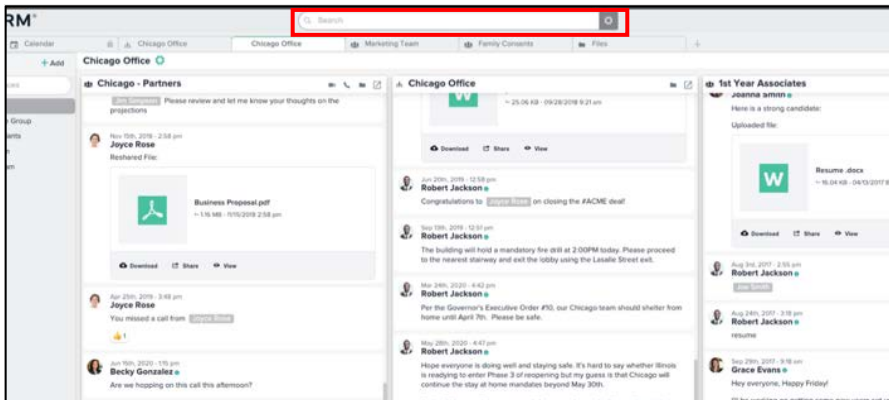 RM®
Search
Calendar
Chicago Office
Chicago Office
Marketing Team
Family Consents
Files
+ Add
Chicago Office
Group
Chicago - Partners
Jim Simpson Please review and let me know your thoughts on the
projections
Nov 15th, 2019 - 2:58 pm
Joyce Rose
Reshared File:
Business Proposal.pdf
~ 1.16 MB - 11/15/2019 2:58 pm
Download Share View
Apr 25th, 2019 - 3:48 pm
Joyce Rose
You missed a call from Joyce Rose
1
Jun 16th, 2020 - 1:15 pm
Becky Gonzalez
Are we hopping on this call this afternoon?
Chicago Office
W
~ 25.06 KB - 09/28/2018 9:21 am
Download Share View
Jun 20th, 2019 - 12:59 pm
Robert Jackson
Congratulations to Joyce Rose on closing the #ACME deal!
Sep 13th, 2019 - 12:51 pm
Robert Jackson
The building will hold a mandatory fire drill at 2:00PM today. Please proceed
to the nearest stairway and exit the lobby using the Lasalle Street exit.
Mar 24th, 2020 - 4:42 pm
Robert Jackson
Per the Governor's Executive Order #10, our Chicago team should shelter from
home until April 7th. Please be safe.
May 28th, 2020 - 4:47 pm
Robert Jackson
Hope everyone is doing well and staying safe. It's hard to say whether Illinois
is readying to enter Phase 3 of reopening but my guess is that Chicago will
continue the stay at home mandates beyond May 30th.
1st Year Associates
Joanna Smith
Here is a strong candidate:
Uploaded file:
W
Resume .docx
~ 16.04 KB - 04/13/2017 8
Download Share View
Aug 3rd, 2017 - 2:55 pm
Robert Jackson
Joe Smith
Aug 24th, 2017 - 3:18 pm
Robert Jackson
resume
Sep 29th, 2017 - 9:18 am
Grace Evans
Hey everyone, Happy Friday!